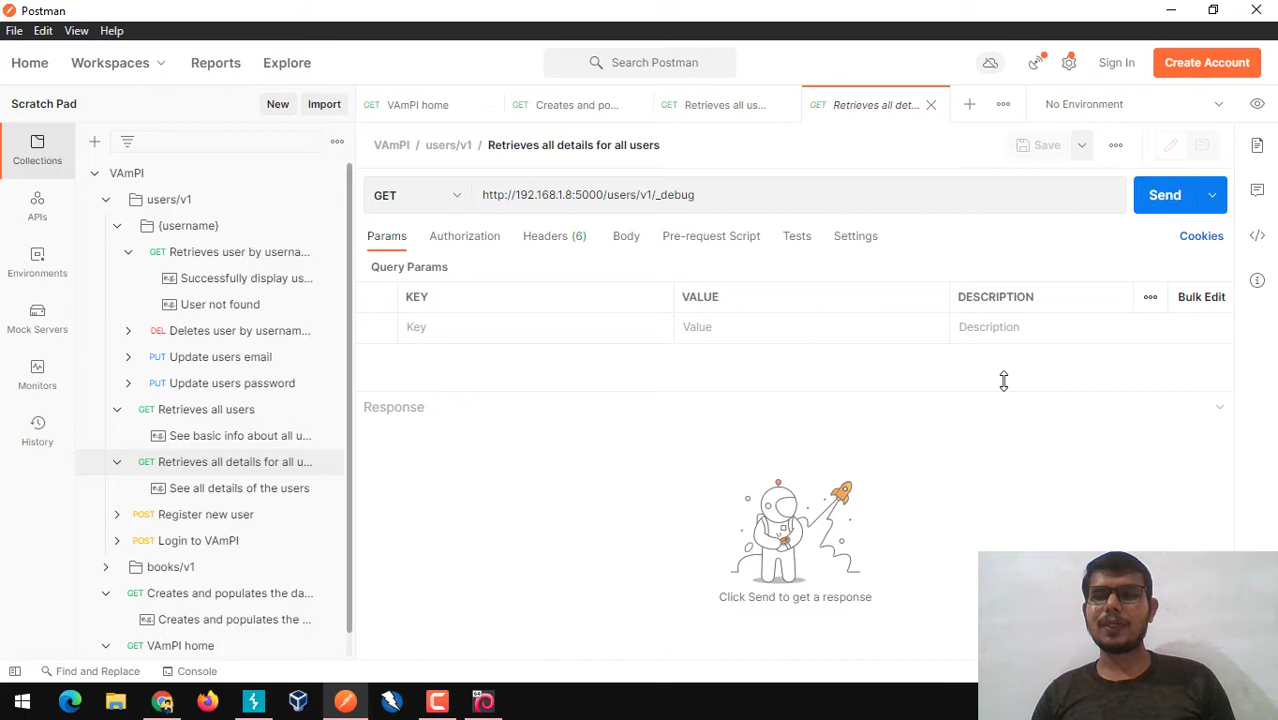 Postman
File Edit View Help
Home Workspaces Reports Explore Search Postman Sign In Create Account
Scratch Pad New Import
GET VAmPI home GET Creates and po... GET Retrieves all us... GET Retrieves all det... No Environment
Collections
APIs
Environments
Mock Servers
Monitors
History
VAmPI
users/v1
{username}
GET Retrieves user by userna...
e.g. Successfully display us...
e.g. User not found
DEL Deletes user by usernam...
PUT Update users email
PUT Update users password
GET Retrieves all users
e.g. See basic info about all u...
GET Retrieves all details for all u...
e.g. See all details of the users
POST Register new user
POST Login to VAmPI
books/v1
GET Creates and populates the da...
e.g. Creates and populates the ...
GET VAmPI home
VAmPI / users/v1 / Retrieves all details for all users Save
GET http://192.168.1.8:5000/users/v1/_debug Send
Params Authorization Headers (6) Body Pre-request Script Tests Settings Cookies
Query Params
KEY VALUE DESCRIPTION Bulk Edit
Key Value Description
Response
Click Send to get a response
Find and Replace Console